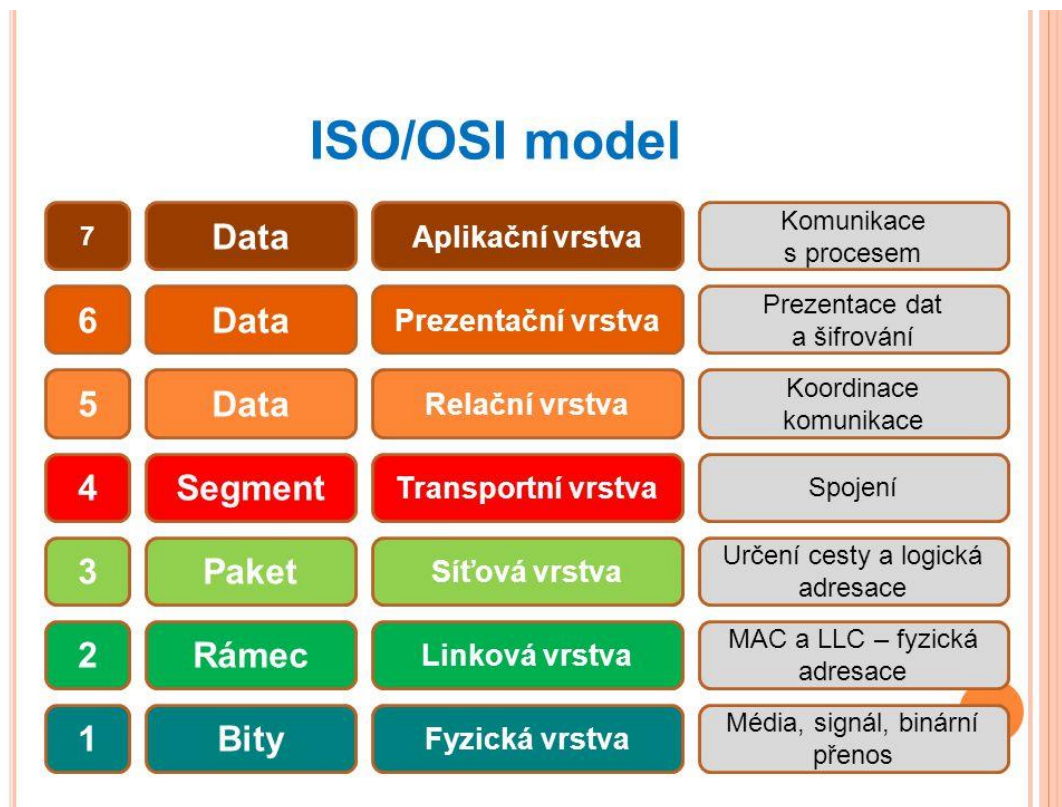 ISO/OSI model
7 Data Aplikační vrstva Komunikace
s procesem
6 Data Prezentační vrstva Prezentace dat
a šifrování
5 Data Relační vrstva Koordinace
komunikace
4 Segment Transportní vrstva Spojení
3 Paket Síťová vrstva Určení cesty a logická
adresace
2 Rámec Linková vrstva MAC a LLC – fyzická
adresace
1 Bity Fyzická vrstva Média, signál, binární
přenos